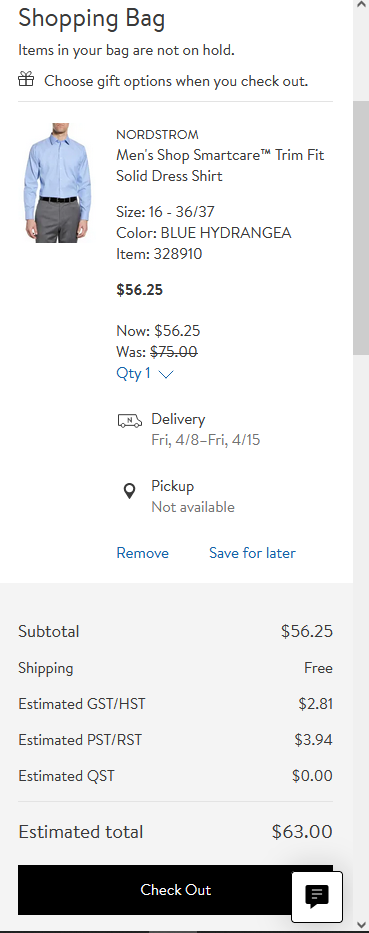 Shopping Bag
Items in your bag are not on hold.
Choose gift options when you check out.
NORDSTROM
Men's Shop Smartcare™ Trim Fit
Solid Dress Shirt
Size: 16 - 36/37
Color: BLUE HYDRANGEA
Item: 328910
$56.25
Now: $56.25
Was: $75.00
Qty 1
N
Delivery
Fri, 4/8–Fri, 4/15
Pickup
Not available
Remove Save for later
Subtotal $56.25
Shipping Free
Estimated GST/HST $2.81
Estimated PST/RST $3.94
Estimated QST $0.00
Estimated total $63.00
Check Out